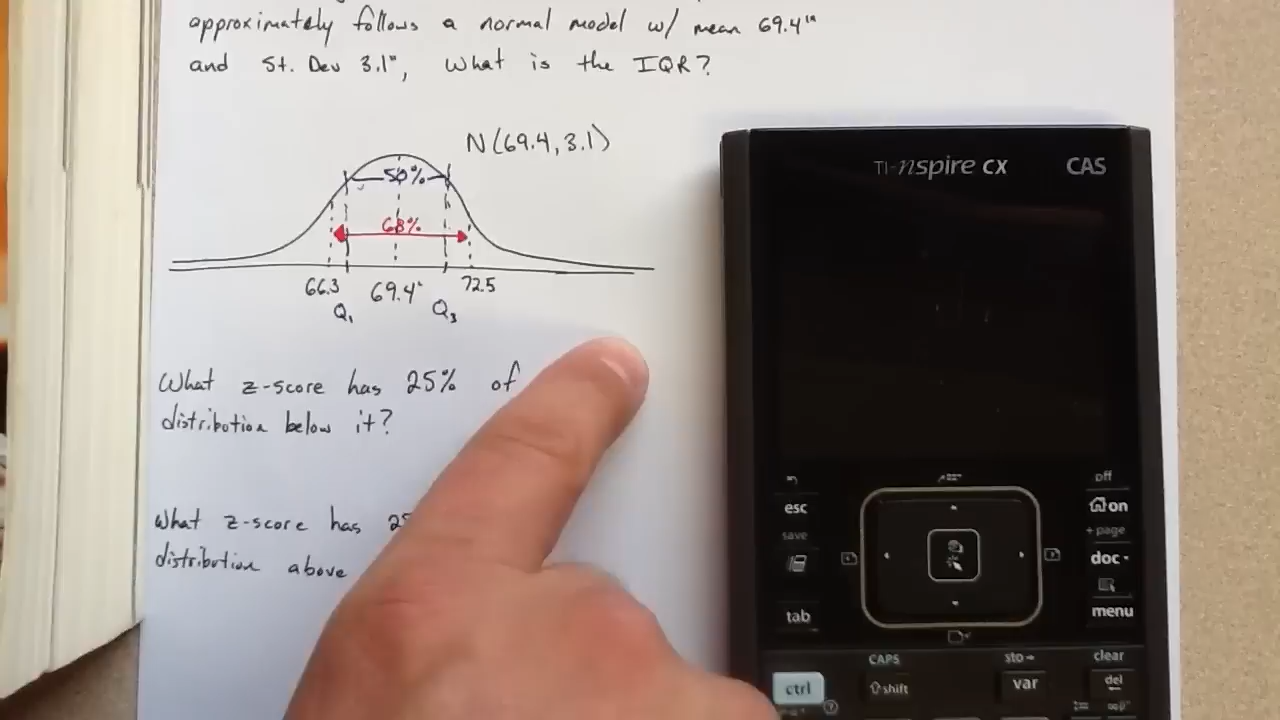 approximately follows a normal model w/ mean 69.4"
and St. Dev 3.1", What is the IQR?
N(69.4, 3.1)
50%
68%
66.3 69.4" 72.5
Q1 Q3
What z-score has 25% of
distribution below it?
What z-score has
distribution above
TI-nspire CX CAS
esc
save
tab
off
on
+ page
doc
menu
CAPS
sto→
clear
ctrl
shift
var
del